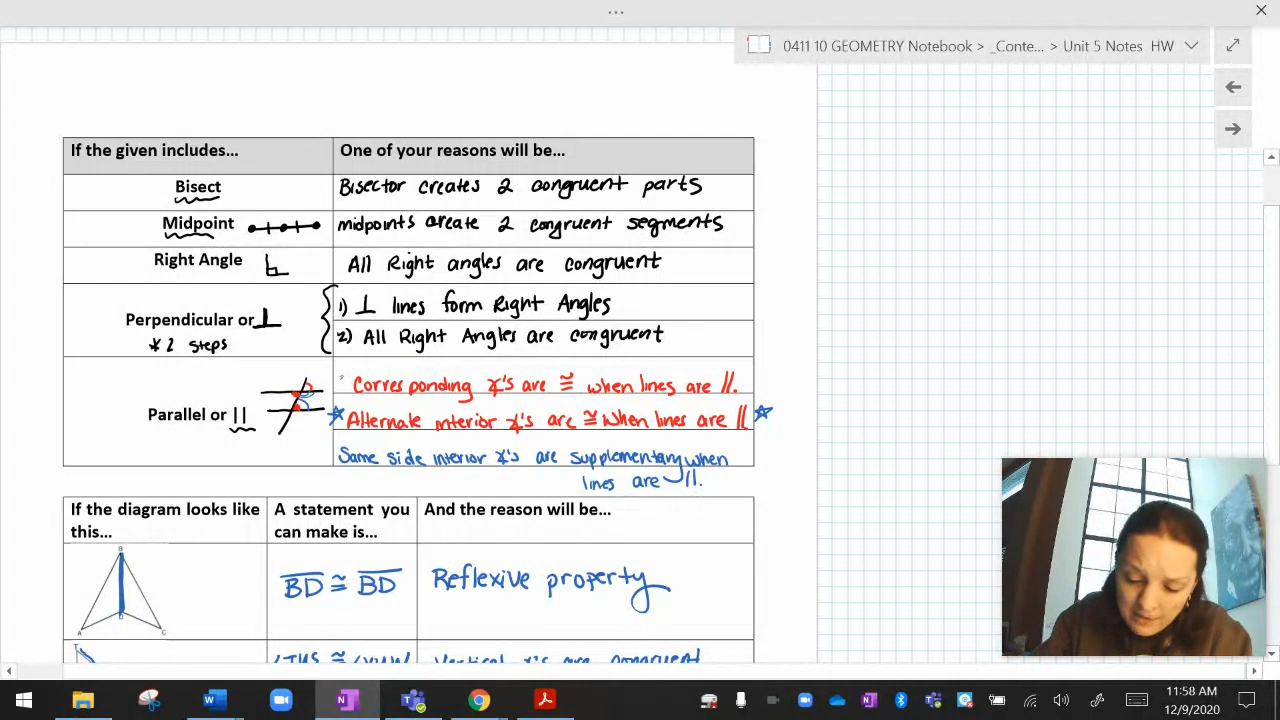 0411 10 GEOMETRY Notebook > _Conte... > Unit 5 Notes HW
If the given includes...
One of your reasons will be...
Bisect
Bisector creates 2 congruent parts
Midpoint
midpoints create 2 congruent segments
Right Angle
All Right angles are congruent
Perpendicular or ⊥
* 2 steps
1) ⊥ lines form Right Angles
2) All Right Angles are congruent
Parallel or ||
Corresponding ∡'s are ≅ when lines are //.
Alternate interior ∡'s are ≅ when lines are //
Same side interior ∡'s are supplementary when
lines are //.
If the diagram looks like
this...
A statement you
can make is...
And the reason will be...
B
D
A
C
BD ≅ BD
Reflexive property
T
Vertical ∡'s are congruent
11:58 AM
12/9/2020